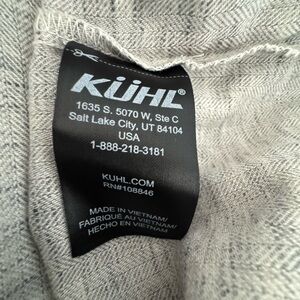 KÜHL®
1635 S. 5070 W, Ste C
Salt Lake City, UT 84104
USA
1-888-218-3181
KUHL.COM
RN#108846
MADE IN VIETNAM/
FABRIQUÉ AU VIETNAM/
HECHO EN VIETNAM